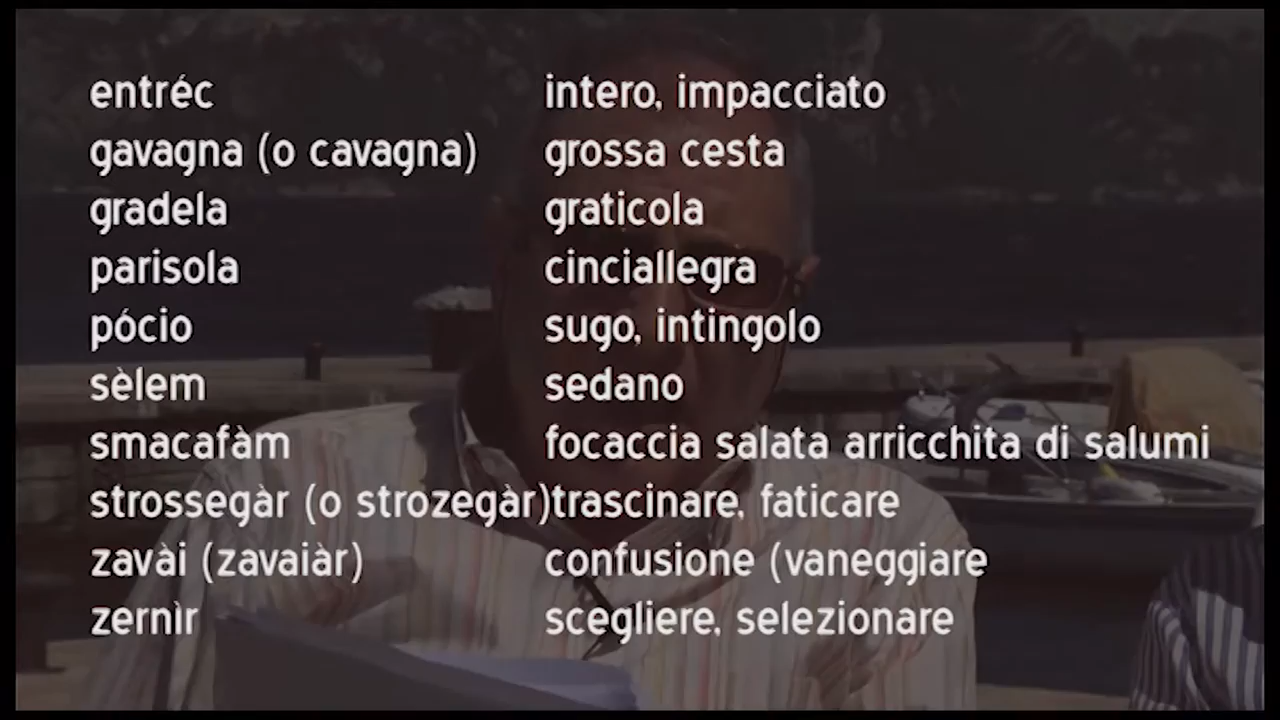 entréc intero, impacciato
gavagna (o cavagna) grossa cesta
gradela graticola
parisola cinciallegra
pócio sugo, intingolo
sèlem sedano
smacafàm focaccia salata arricchita di salumi
strossegàr (o strozegàr)trascinare, faticare
zavài (zavaiàr) confusione (vaneggiare
zernìr scegliere, selezionare